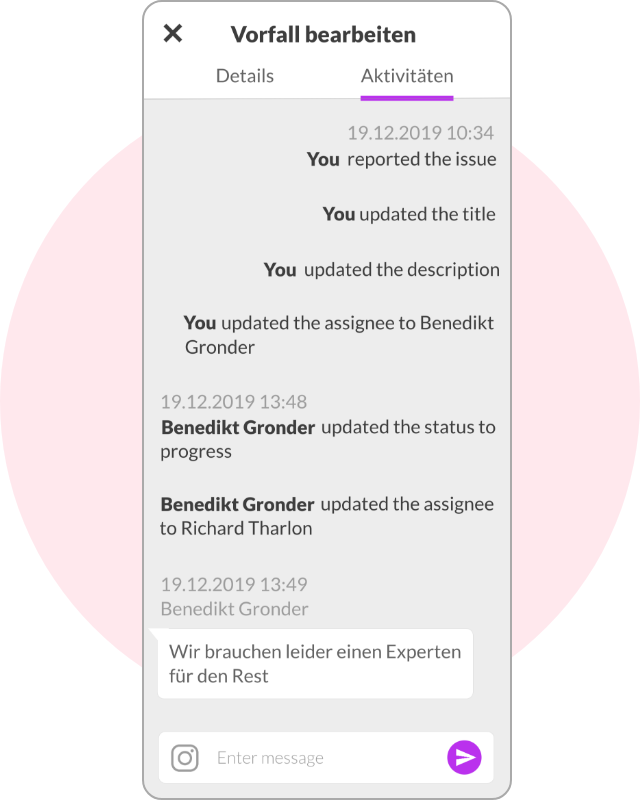 Vorfall bearbeiten
Details
Aktivitäten
19.12.2019 10:34
You reported the issue
You updated the title
You updated the description
You updated the assignee to Benedikt
Gronder
19.12.2019 13:48
Benedikt Gronder updated the status to
progress
Benedikt Gronder updated the assignee
to Richard Tharlon
19.12.2019 13:49
Benedikt Gronder
Wir brauchen leider einen Experten
für den Rest
Enter message